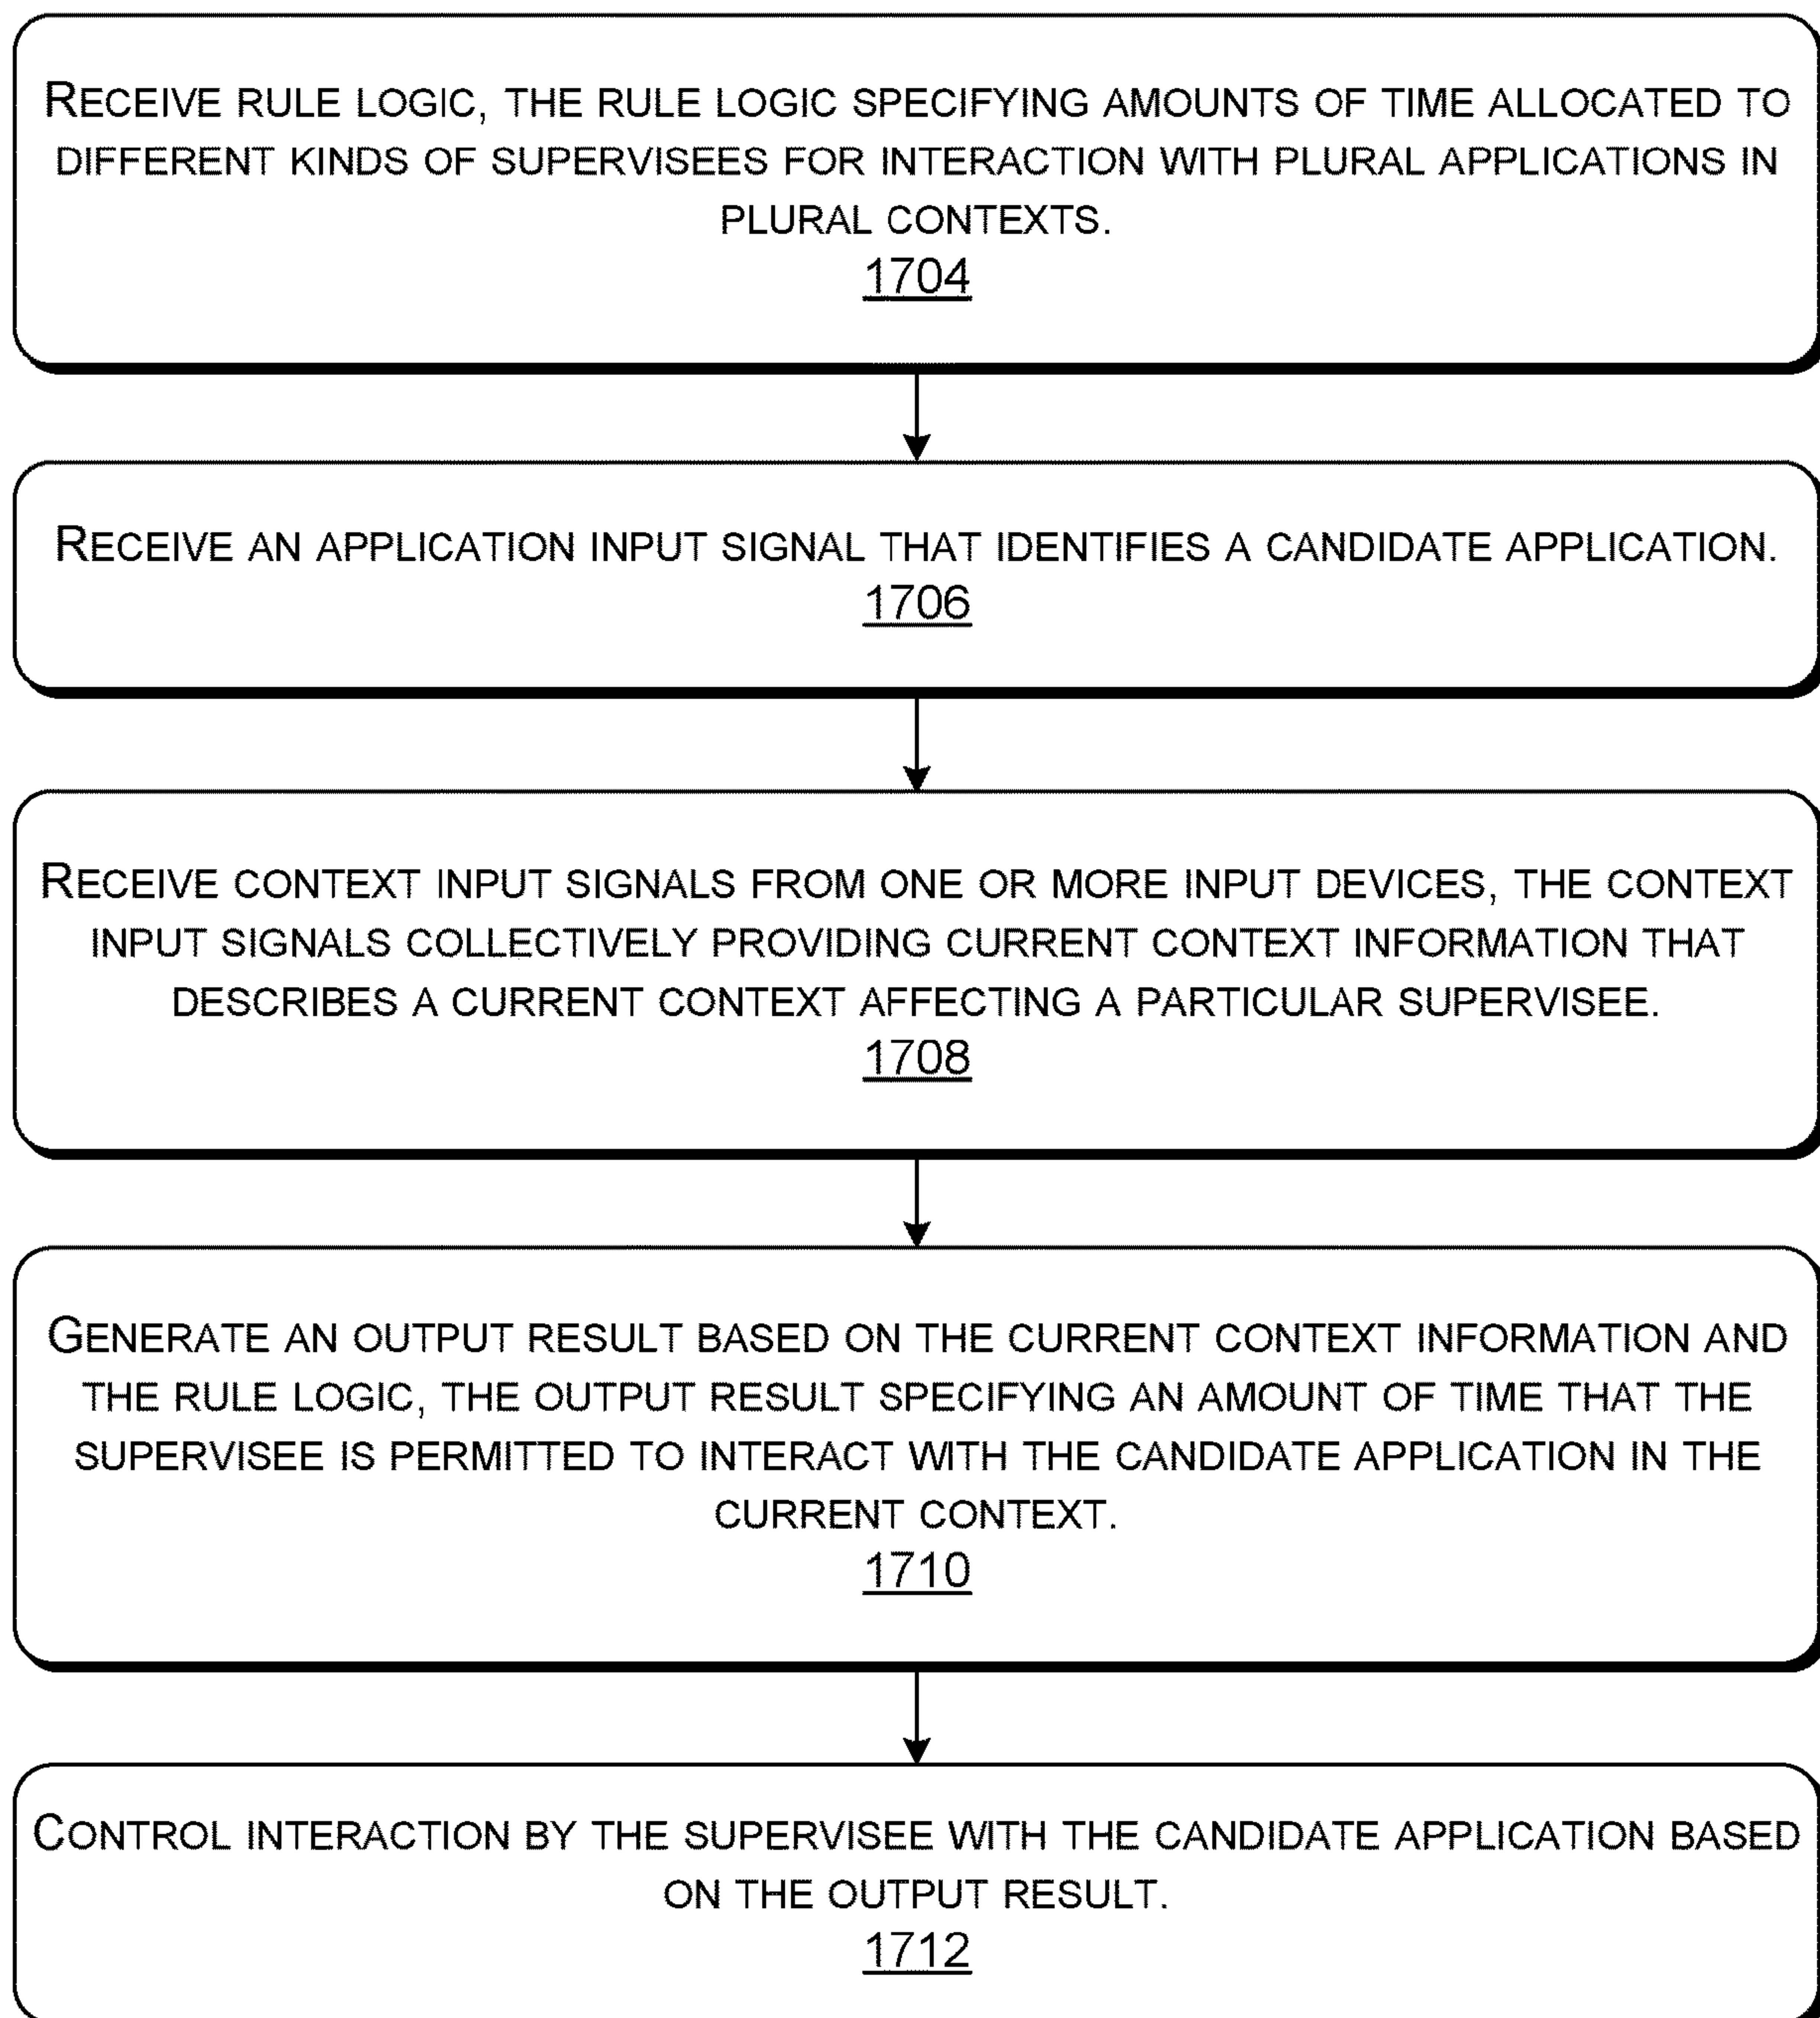 RECEIVE RULE LOGIC, THE RULE LOGIC SPECIFYING AMOUNTS OF TIME ALLOCATED TO
DIFFERENT KINDS OF SUPERVISEES FOR INTERACTION WITH PLURAL APPLICATIONS IN
PLURAL CONTEXTS.
1704
RECEIVE AN APPLICATION INPUT SIGNAL THAT IDENTIFIES A CANDIDATE APPLICATION.
1706
RECEIVE CONTEXT INPUT SIGNALS FROM ONE OR MORE INPUT DEVICES, THE CONTEXT
INPUT SIGNALS COLLECTIVELY PROVIDING CURRENT CONTEXT INFORMATION THAT
DESCRIBES A CURRENT CONTEXT AFFECTING A PARTICULAR SUPERVISEE.
1708
GENERATE AN OUTPUT RESULT BASED ON THE CURRENT CONTEXT INFORMATION AND
THE RULE LOGIC, THE OUTPUT RESULT SPECIFYING AN AMOUNT OF TIME THAT THE
SUPERVISEE IS PERMITTED TO INTERACT WITH THE CANDIDATE APPLICATION IN THE
CURRENT CONTEXT.
1710
CONTROL INTERACTION BY THE SUPERVISEE WITH THE CANDIDATE APPLICATION BASED
ON THE OUTPUT RESULT.
1712